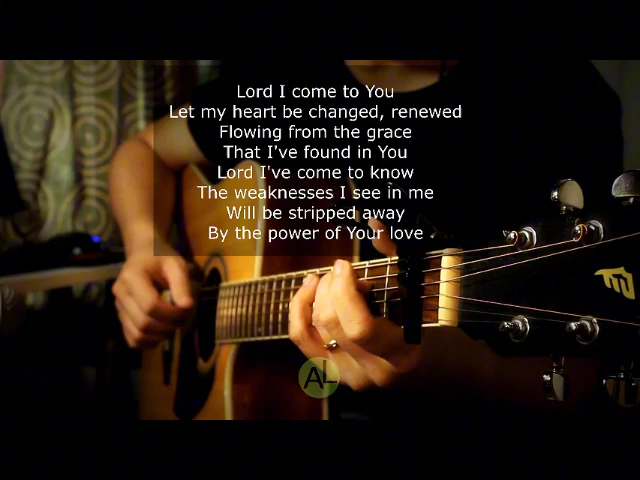 Lord I come to You
Let my heart be changed, renewed
Flowing from the grace
That I've found in You
Lord I've come to know
The weaknesses I see in me
Will be stripped away
By the power of Your love
AL